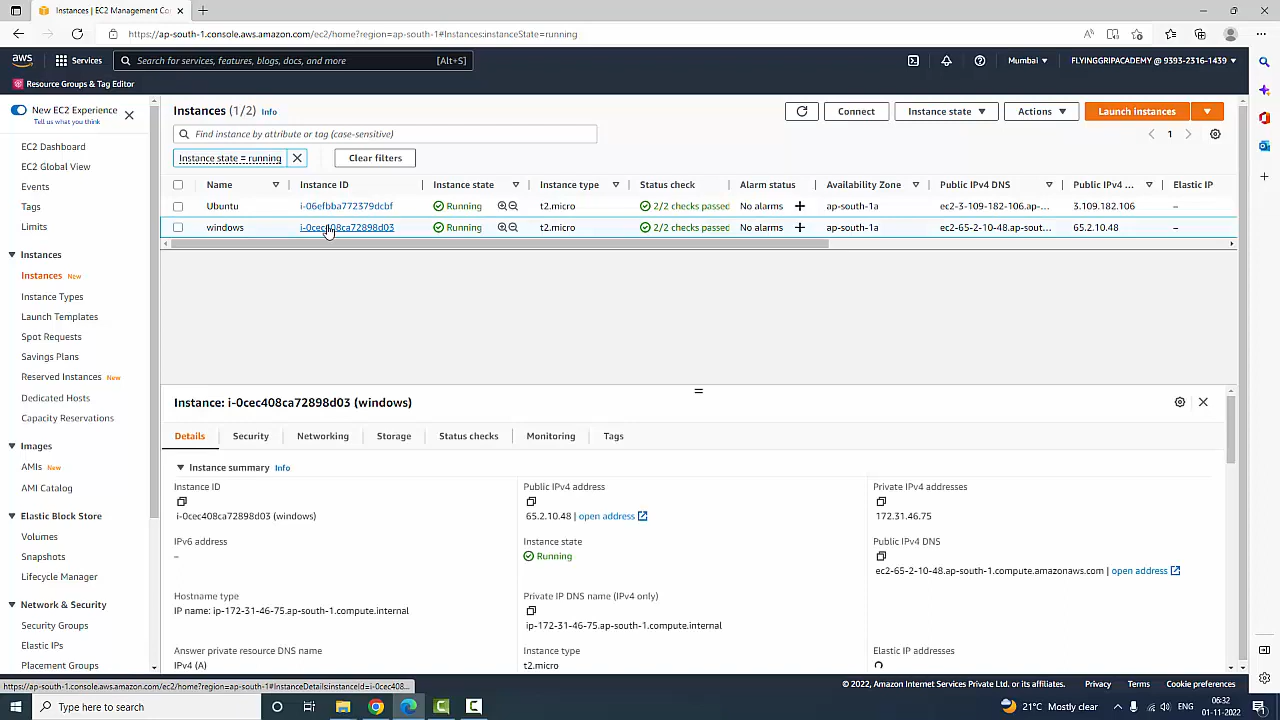 Instances | EC2 Management Co
https://ap-south-1.console.aws.amazon.com/ec2/home?region=ap-south-1#Instances:instanceState=running
aws
Services
Search for services, features, blogs, docs, and more
[Alt+S]
Mumbai
FLYINGGRIPACADEMY @ 9393-2316-1439
Resource Groups & Tag Editor
New EC2 Experience
Tell us what you think
EC2 Dashboard
EC2 Global View
Events
Tags
Limits
Instances
Instances New
Instance Types
Launch Templates
Spot Requests
Savings Plans
Reserved Instances New
Dedicated Hosts
Capacity Reservations
Images
AMIs New
AMI Catalog
Elastic Block Store
Volumes
Snapshots
Lifecycle Manager
Network & Security
Security Groups
Elastic IPs
Placement Groups
Instances (1/2) Info
Connect
Instance state
Actions
Launch instances
Find instance by attribute or tag (case-sensitive)
1
Instance state = running
Clear filters
Name Instance ID Instance state Instance type Status check Alarm status Availability Zone Public IPv4 DNS Public IPv4 ... Elastic IP
Ubuntu i-06efbba772379dcbf Running t2.micro 2/2 checks passed No alarms + ap-south-1a ec2-3-109-182-106.ap-... 3.109.182.106 –
windows i-0cec408ca72898d03 Running t2.micro 2/2 checks passed No alarms + ap-south-1a ec2-65-2-10-48.ap-sout... 65.2.10.48 –
Instance: i-0cec408ca72898d03 (windows)
Details Security Networking Storage Status checks Monitoring Tags
Instance summary Info
Instance ID
i-0cec408ca72898d03 (windows)
Public IPv4 address
65.2.10.48 | open address
Private IPv4 addresses
172.31.46.75
IPv6 address
–
Instance state
Running
Public IPv4 DNS
ec2-65-2-10-48.ap-south-1.compute.amazonaws.com | open address
Hostname type
IP name: ip-172-31-46-75.ap-south-1.compute.internal
Private IP DNS name (IPv4 only)
ip-172-31-46-75.ap-south-1.compute.internal
Answer private resource DNS name
IPv4 (A)
Instance type
t2.micro
Elastic IP addresses
https://ap-south-1.console.aws.amazon.com/ec2/home?region=ap-south-1#InstanceDetails:instanceId=i-0cec408...
© 2022, Amazon Internet Services Private Ltd. or its affiliates.
Privacy
Terms
Cookie preferences
Type here to search
21°C Mostly clear
ENG
06:32
01-11-2022